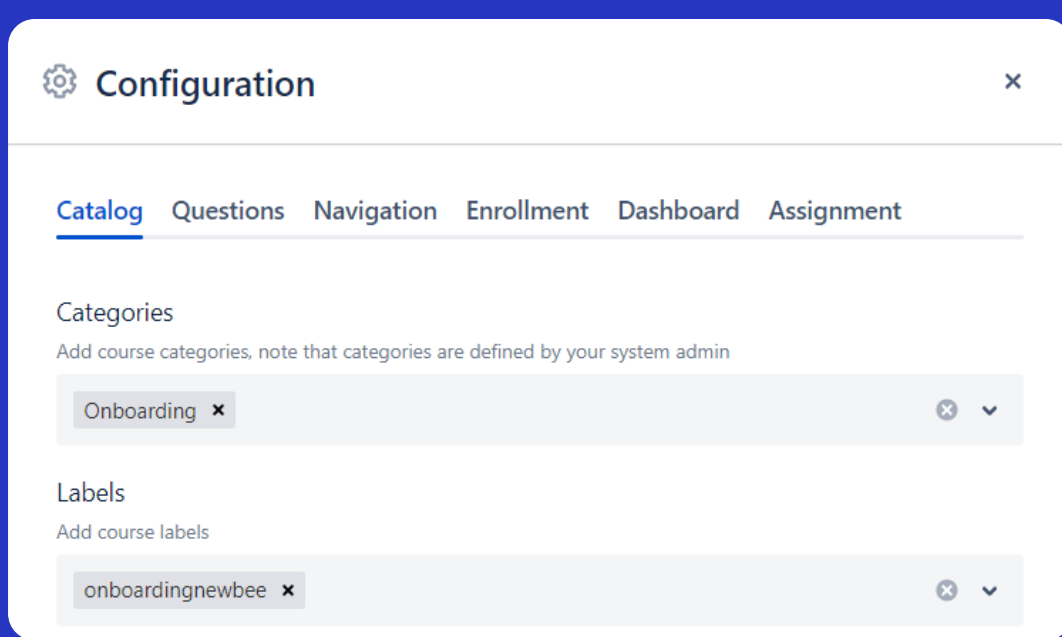 Configuration
Catalog Questions Navigation Enrollment Dashboard Assignment
Categories
Add course categories, note that categories are defined by your system admin
Onboarding
Labels
Add course labels
onboardingnewbee